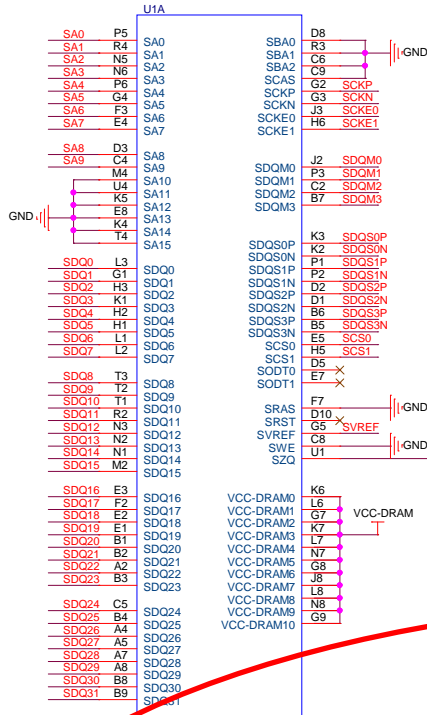 U1A
SA0 P5 SA0
SA1 R4 SA1
SA2 N5 SA2
SA3 N6 SA3
SA4 P6 SA4
SA5 G4 SA5
SA6 F3 SA6
SA7 E4 SA7
SA8 D3 SA8
SA9 C4 SA9
M4 SA10
U4 SA11
K5 SA12
GND E8 SA13
K4 SA14
T4 SA15
SDQ0 L3 SDQ0
SDQ1 G1 SDQ1
SDQ2 H3 SDQ2
SDQ3 K1 SDQ3
SDQ4 H2 SDQ4
SDQ5 H1 SDQ5
SDQ6 L1 SDQ6
SDQ7 L2 SDQ7
SDQ8 T3 SDQ8
SDQ9 T2 SDQ9
SDQ10 T1 SDQ10
SDQ11 R2 SDQ11
SDQ12 N3 SDQ12
SDQ13 N2 SDQ13
SDQ14 N1 SDQ14
SDQ15 M2 SDQ15
SDQ16 E3 SDQ16
SDQ17 F2 SDQ17
SDQ18 E2 SDQ18
SDQ19 E1 SDQ19
SDQ20 B1 SDQ20
SDQ21 B2 SDQ21
SDQ22 A2 SDQ22
SDQ23 B3 SDQ23
SDQ24 C5 SDQ24
SDQ25 B4 SDQ25
SDQ26 A4 SDQ26
SDQ27 A5 SDQ27
SDQ28 A7 SDQ28
SDQ29 A8 SDQ29
SDQ30 B8 SDQ30
SDQ31 B9 SDQ31
SBA0 D8
SBA1 R3 GND
SBA2 C6
SCAS C9
SCKP G2 SCKP
SCKN G3 SCKN
SCKE0 J3 SCKE0
SCKE1 H6 SCKE1
SDQM0 J2 SDQM0
SDQM1 P3 SDQM1
SDQM2 C2 SDQM2
SDQM3 B7 SDQM3
SDQS0P K3 SDQS0P
SDQS0N K2 SDQS0N
SDQS1P P1 SDQS1P
SDQS1N P2 SDQS1N
SDQS2P D2 SDQS2P
SDQS2N D1 SDQS2N
SDQS3P B6 SDQS3P
SDQS3N B5 SDQS3N
SCS0 E5 SCS0
SCS1 H5 SCS1
SODT0 D5
SODT1 E7
SRAS F7 GND
SRST D10
SVREF G5 SVREF
SWE C8 GND
SZQ U1
VCC-DRAM0 K6
VCC-DRAM1 L6
VCC-DRAM2 G7 VCC-DRAM
VCC-DRAM3 K7
VCC-DRAM4 L7
VCC-DRAM5 N7
VCC-DRAM6 G8
VCC-DRAM7 J8
VCC-DRAM8 L8
VCC-DRAM9 N8
VCC-DRAM10 G9